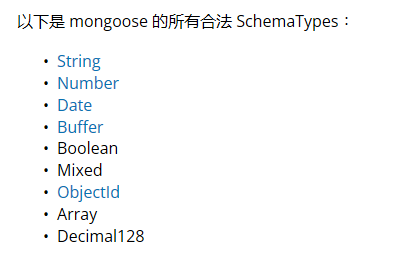 以下是 mongoose 的所有合法 SchemaTypes：
• String
• Number
• Date
• Buffer
• Boolean
• Mixed
• ObjectId
• Array
• Decimal128